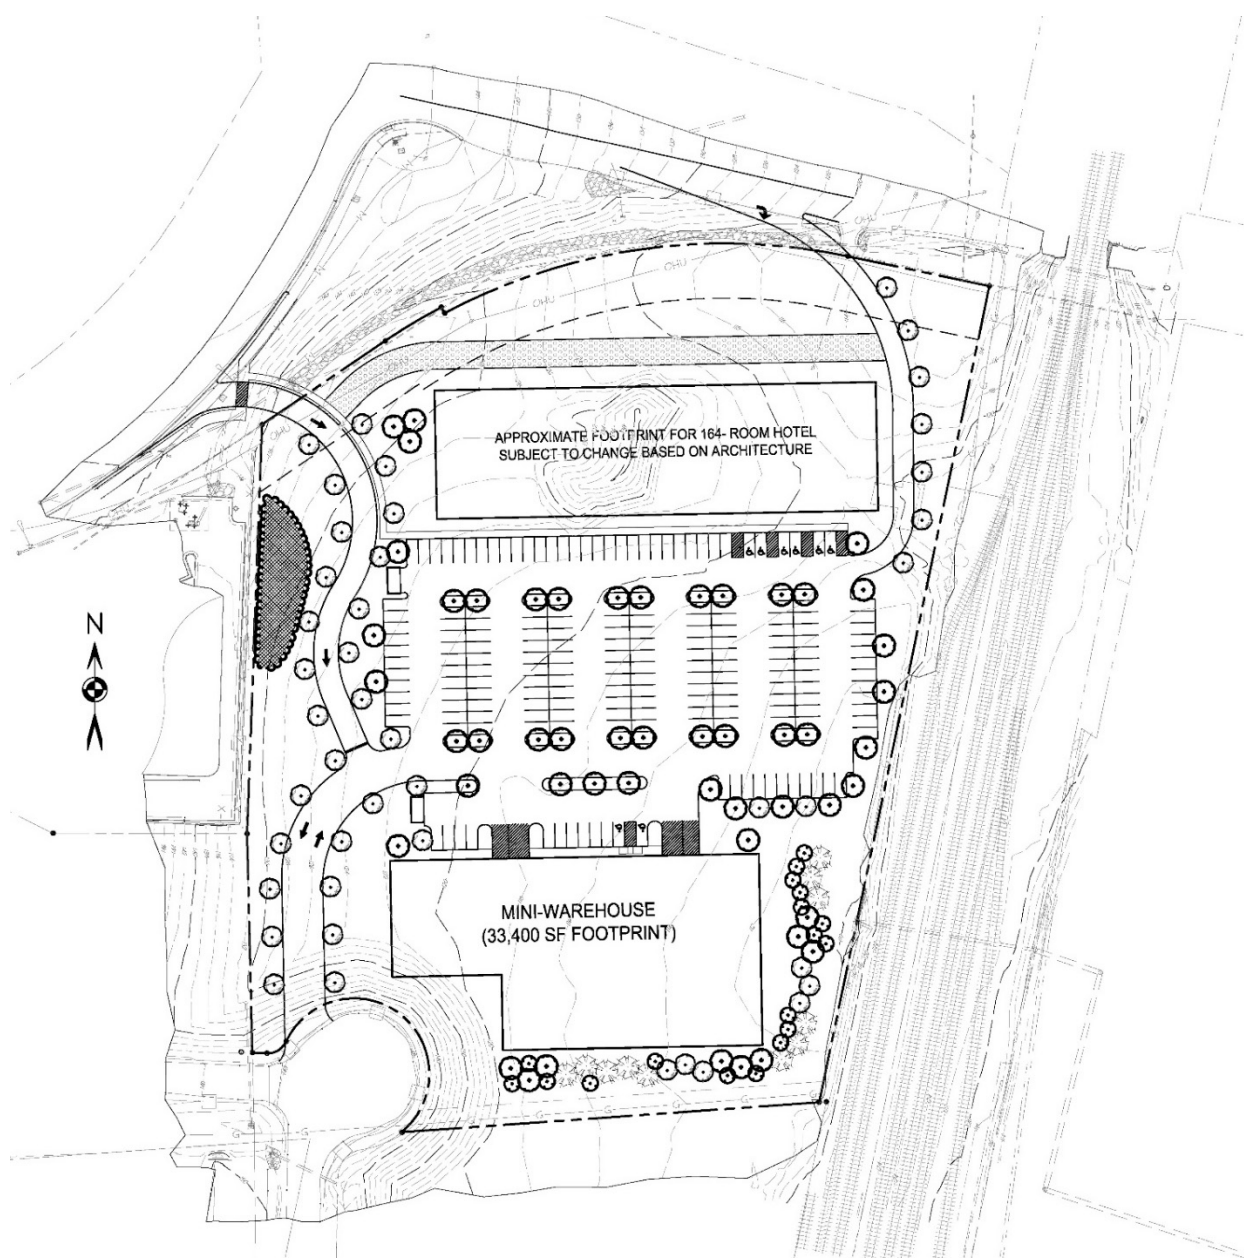 OHU
OHU
OHU
OHU
APPROXIMATE FOOTPRINT FOR 164- ROOM HOTEL
SUBJECT TO CHANGE BASED ON ARCHITECTURE
N
MINI-WAREHOUSE
(33,400 SF FOOTPRINT)
G
G
G
G